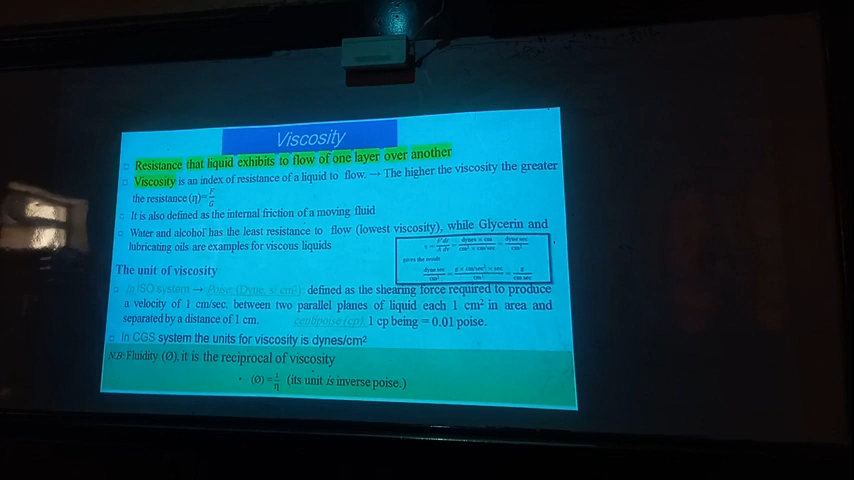 Viscosity
Resistance that liquid exhibits to flow of one layer over another
Viscosity is an index of resistance of a liquid to flow. → The higher the viscosity the greater
the resistance (η)= F/G
It is also defined as the internal friction of a moving fluid
Water and alcohol has the least resistance to flow (lowest viscosity), while Glycerin and
lubricating oils are examples for viscous liquids
gives the result
The unit of viscosity
In ISO system → Poise (Dyne. s/ cm²) defined as the shearing force required to produce
a velocity of 1 cm/sec. between two parallel planes of liquid each 1 cm² in area and
separated by a distance of 1 cm. centipoise (cp) 1 cp being = 0.01 poise.
In CGS system the units for viscosity is dynes/cm²
N.B: Fluidity (Ø), it is the reciprocal of viscosity
• (Ø) = 1/η (its unit is inverse poise.)